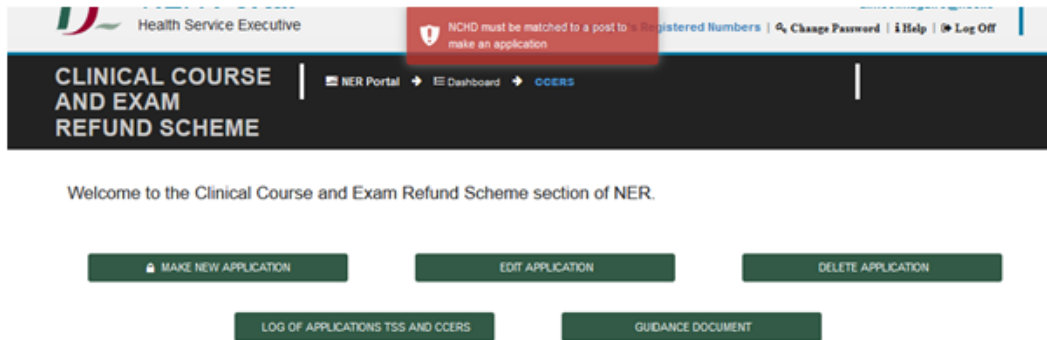 Health Service Executive
NCHD must be matched to a post to
make an application
Registered Numbers | Change Password | i Help | Log Off
CLINICAL COURSE
AND EXAM
REFUND SCHEME
NER Portal → Dashboard → CCERS
Welcome to the Clinical Course and Exam Refund Scheme section of NER.
MAKE NEW APPLICATION
EDIT APPLICATION
DELETE APPLICATION
LOG OF APPLICATIONS TSS AND CCERS
GUIDANCE DOCUMENT